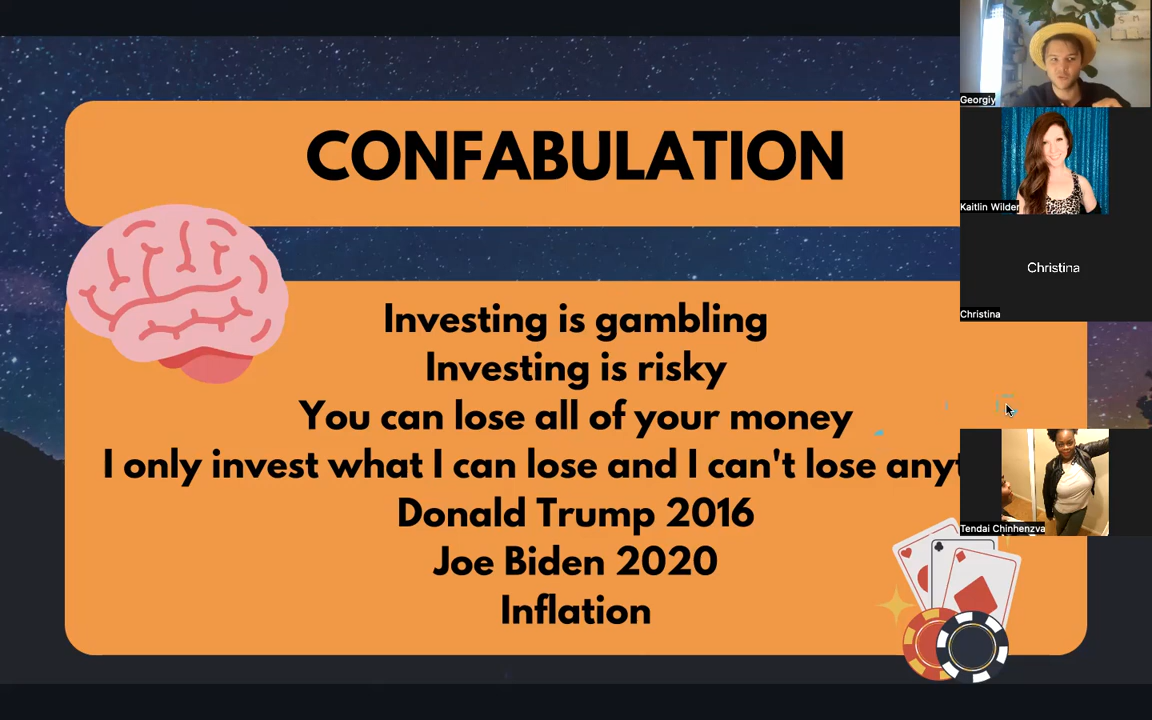 CONFABULATION
Investing is gambling
Investing is risky
You can lose all of your money
I only invest what I can lose and I can't lose
Donald Trump 2016
Joe Biden 2020
Inflation
Georgiy
Kaitlin Wilder
Christina
Christina
Tendai Chinhenzva